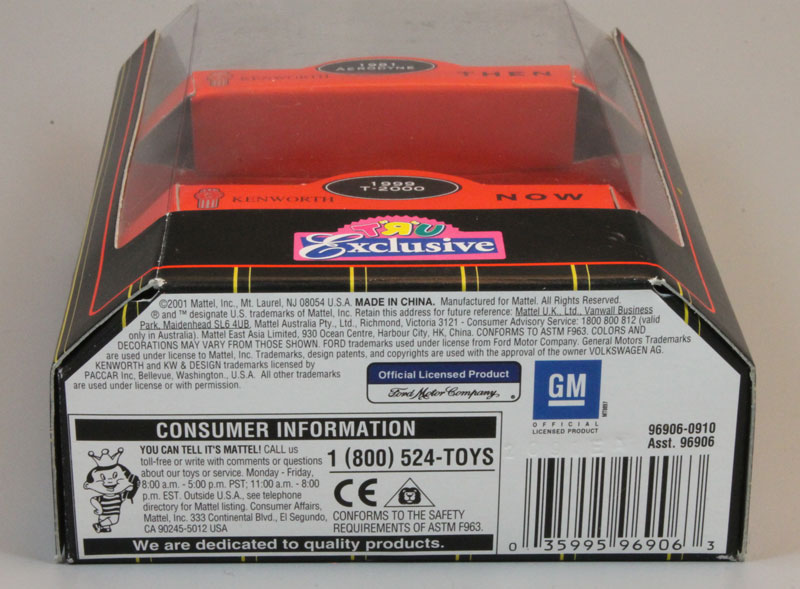 1981
AERODYNE
KENWORTH
THEN
1999
T-2000
KENWORTH
NOW
T"Я"U
Exclusive
©2001 Mattel, Inc., Mt. Laurel, NJ 08054 U.S.A. MADE IN CHINA. Manufactured for Mattel. All Rights Reserved.
® and ™ designate U.S. trademarks of Mattel, Inc. Retain this address for future reference: Mattel U.K., Ltd., Vanwall Business
Park, Maidenhead SL6 4UB. Mattel Australia Pty., Ltd., Richmond, Victoria 3121 - Consumer Advisory Service: 1800 800 812 (valid
only in Australia). Mattel East Asia Limited, 930 Ocean Centre, Harbour City, HK, China. CONFORMS TO ASTM F963. COLORS AND
DECORATIONS MAY VARY FROM THOSE SHOWN. FORD trademarks used under license from Ford Motor Company. General Motors Trademarks
are used under license to Mattel, Inc. Trademarks, design patents, and copyrights are used with the approval of the owner VOLKSWAGEN AG.
KENWORTH and KW & DESIGN trademarks licensed by
PACCAR Inc, Bellevue, Washington., U.S.A. All other trademarks
are used under license or with permission.
Official Licensed Product
Ford Motor Company
GM
OFFICIAL
LICENSED PRODUCT
96906-0910
Asst. 96906
CONSUMER INFORMATION
YOU CAN TELL IT'S MATTEL! CALL us
toll-free or write with comments or questions
about our toys or service. Monday - Friday,
8:00 a.m. - 5:00 p.m. PST; 11:00 a.m. - 8:00
p.m. EST. Outside U.S.A., see telephone
directory for Mattel listing. Consumer Affairs,
Mattel, Inc. 333 Continental Blvd., El Segundo,
CA 90245-5012 USA
1 (800) 524-TOYS
CE
CONFORMS TO THE SAFETY
REQUIREMENTS OF ASTM F963.
We are dedicated to quality products.
0 35995 96906 3